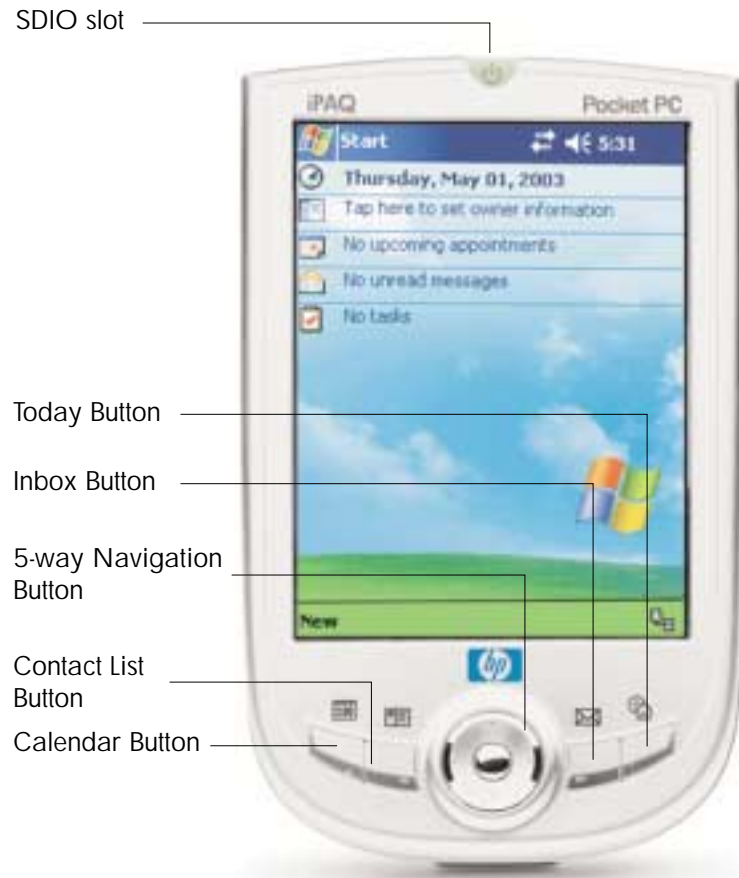 SDIO slot
iPAQ Pocket PC
Start 5:31
Thursday, May 01, 2003
Tap here to set owner information
No upcoming appointments
No unread messages
No tasks
Today Button
Inbox Button
5-way Navigation
Button
New
hp
Contact List
Button
Calendar Button